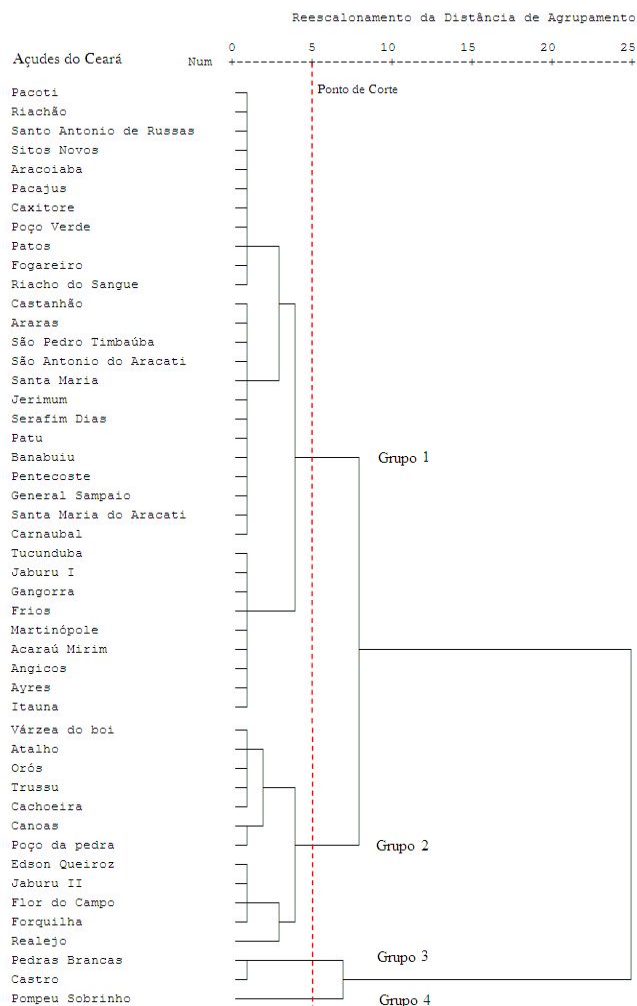 Reescalonamento da Distância de Agrupamento
0 5 10 15 20 25
Açudes do Ceará Num
Ponto de Corte
Pacoti
Riachão
Santo Antonio de Russas
Sitos Novos
Aracoiaba
Pacajus
Caxitore
Poço Verde
Patos
Fogareiro
Riacho do Sangue
Castanhão
Araras
São Pedro Timbaúba
São Antonio do Aracati
Santa Maria
Jerimum
Serafim Dias
Patu
Banabuiu Grupo 1
Pentecoste
General Sampaio
Santa Maria do Aracati
Carnaubal
Tucunduba
Jaburu I
Gangorra
Frios
Martinópole
Acaraú Mirim
Angicos
Ayres
Itauna
Várzea do boi
Atalho
Orós
Trussu
Cachoeira
Canoas
Poço da pedra Grupo 2
Edson Queiroz
Jaburu II
Flor do Campo
Forquilha
Realejo
Pedras Brancas Grupo 3
Castro
Pompeu Sobrinho Grupo 4